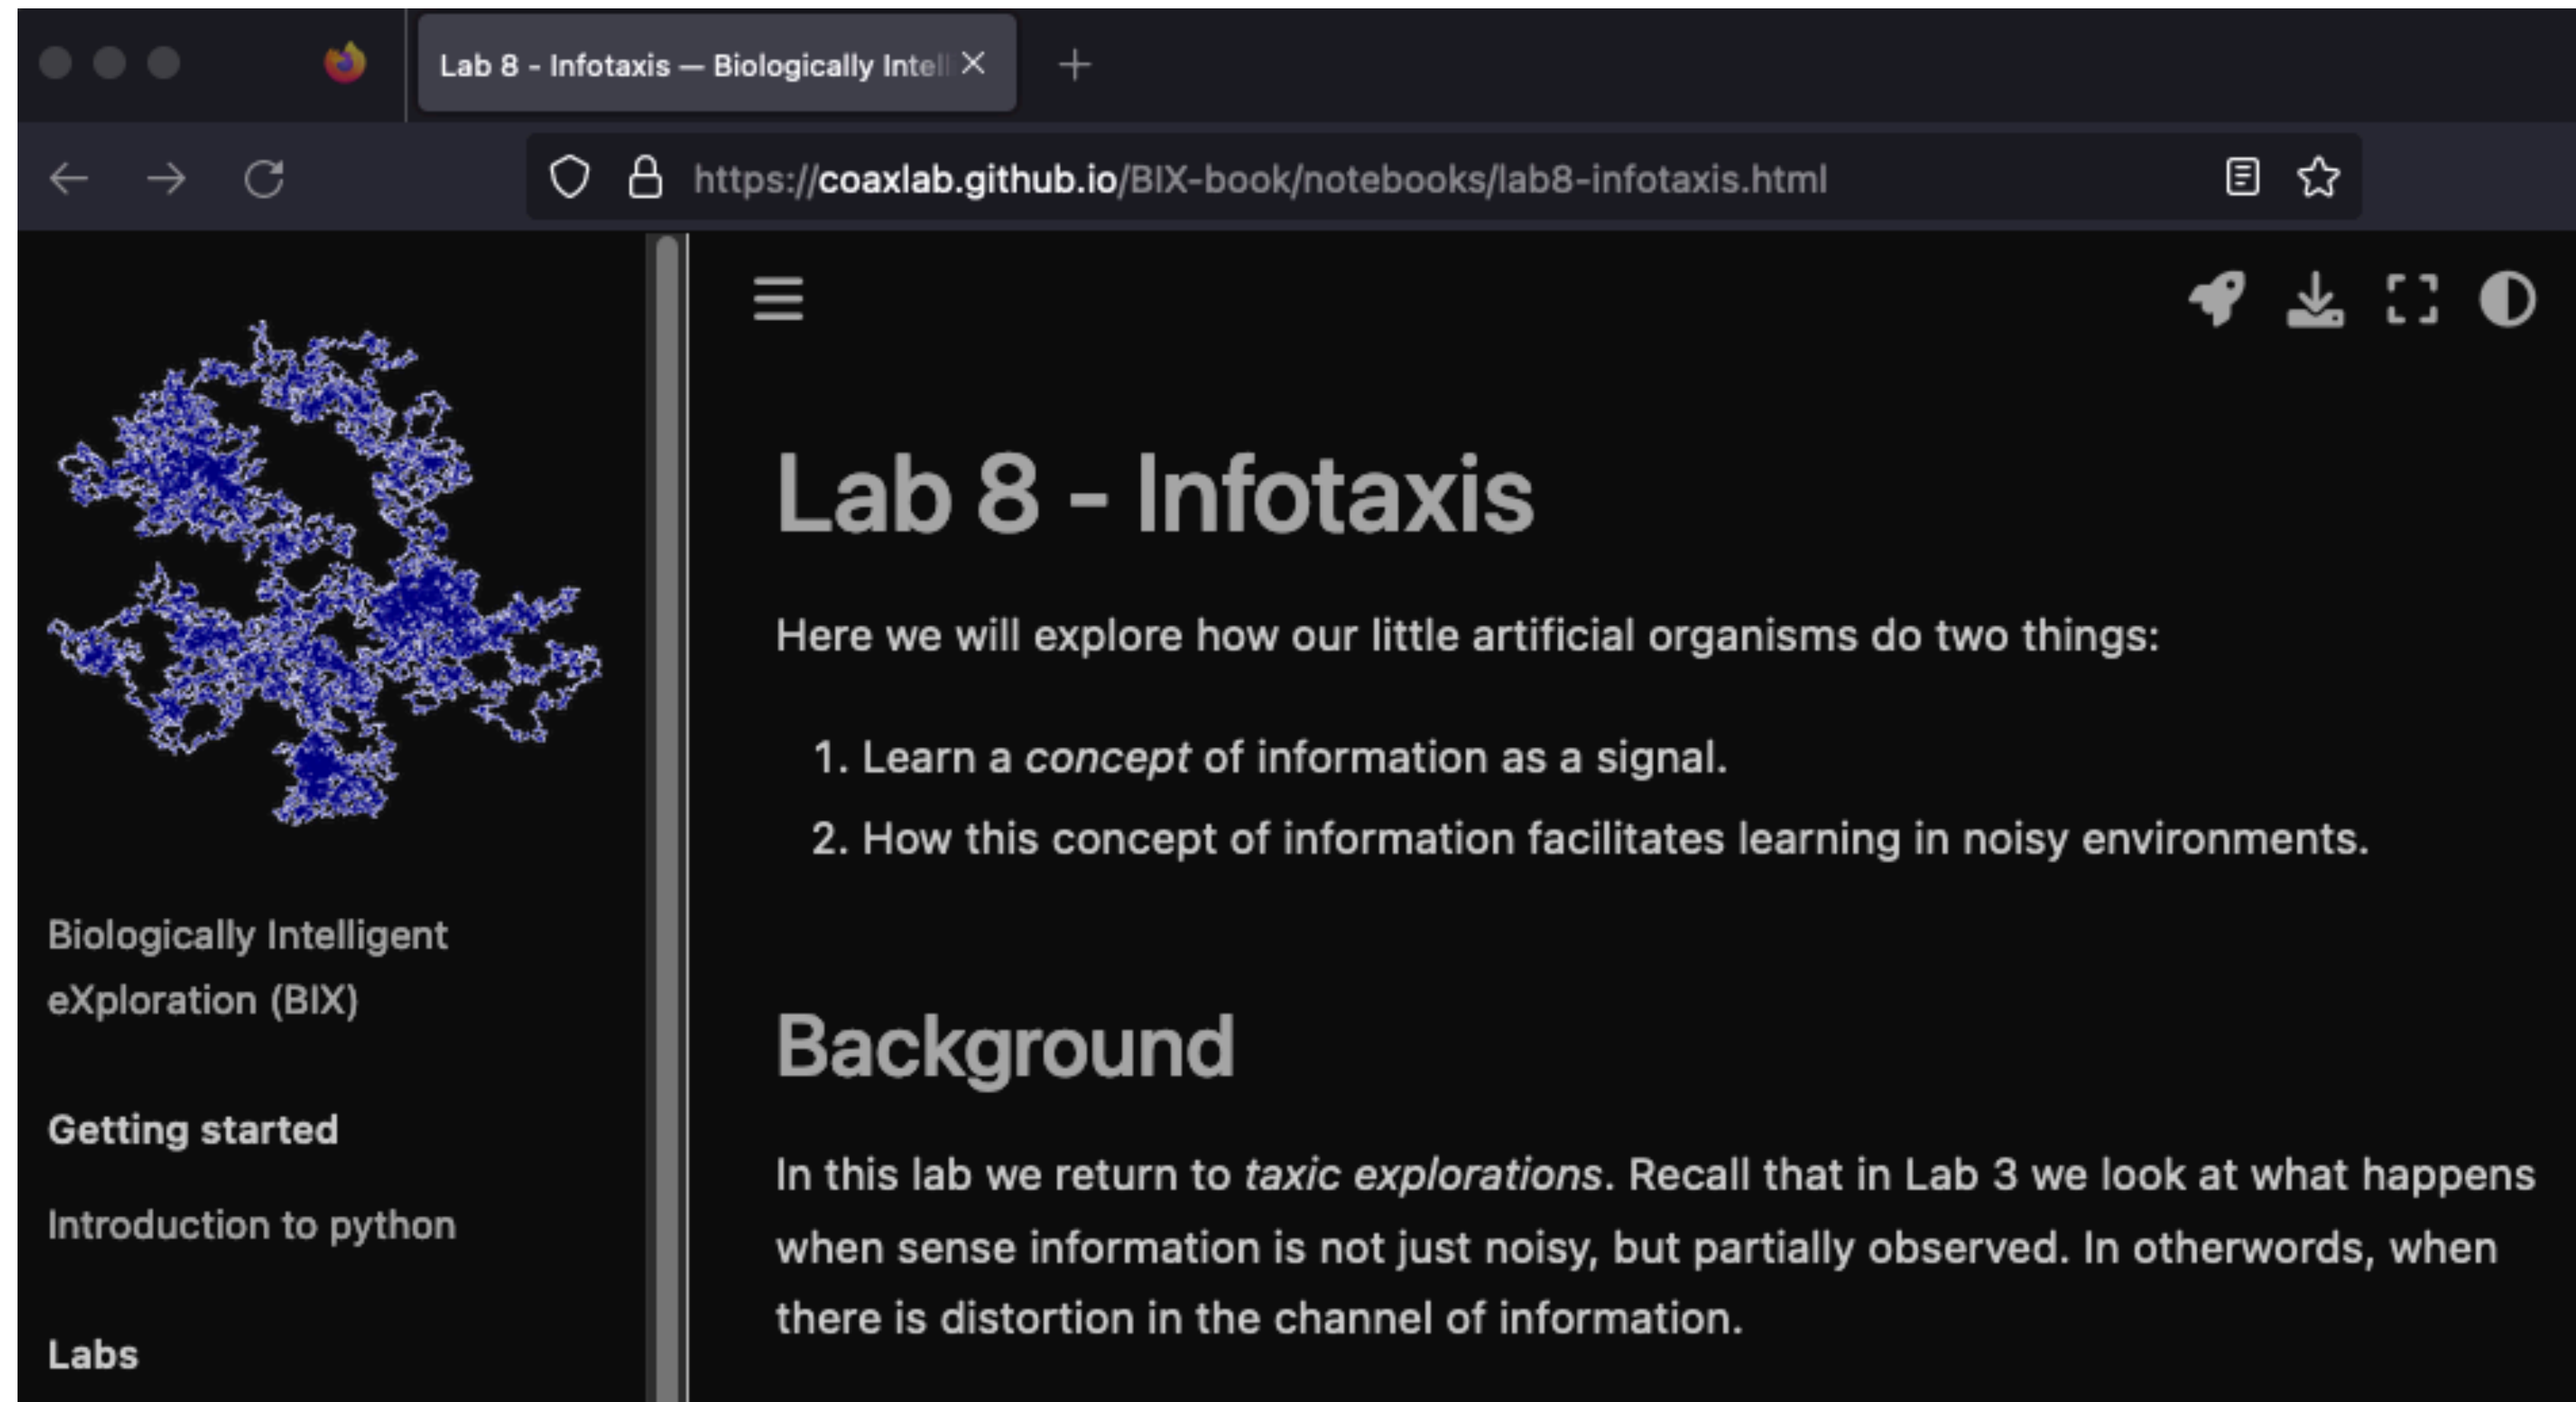 Lab 8 - Infotaxis — Biologically Intell
https://coaxlab.github.io/BIX-book/notebooks/lab8-infotaxis.html
Biologically Intelligent
eXploration (BIX)
Getting started
Introduction to python
Labs
Lab 8 - Infotaxis
Here we will explore how our little artificial organisms do two things:
1. Learn a concept of information as a signal.
2. How this concept of information facilitates learning in noisy environments.
Background
In this lab we return to taxic explorations. Recall that in Lab 3 we look at what happens
when sense information is not just noisy, but partially observed. In otherwords, when
there is distortion in the channel of information.